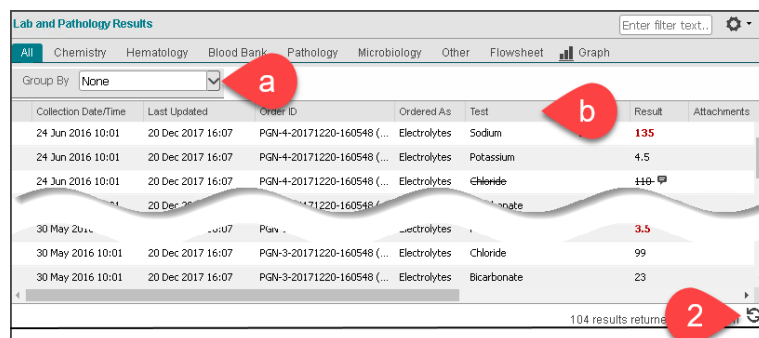 Lab and Pathology Results Enter filter text..
All Chemistry Hematology Blood Bank Pathology Microbiology Other Flowsheet Graph
Group By None a
Collection Date/Time Last Updated Order ID Ordered As Test b Result Attachments
24 Jun 2016 10:01 20 Dec 2017 16:07 PGN-4-20171220-160548 (... Electrolytes Sodium 135
24 Jun 2016 10:01 20 Dec 2017 16:07 PGN-4-20171220-160548 (... Electrolytes Potassium 4.5
24 Jun 2016 10:01 20 Dec 2017 16:07 PGN-4-20171220-160548 (... Electrolytes Chloride 110
30 May 3.5
30 May 2016 10:01 20 Dec 2017 16:07 PGN-3-20171220-160548 (... Electrolytes Chloride 99
30 May 2016 10:01 20 Dec 2017 16:07 PGN-3-20171220-160548 (... Electrolytes Bicarbonate 23
104 results 2